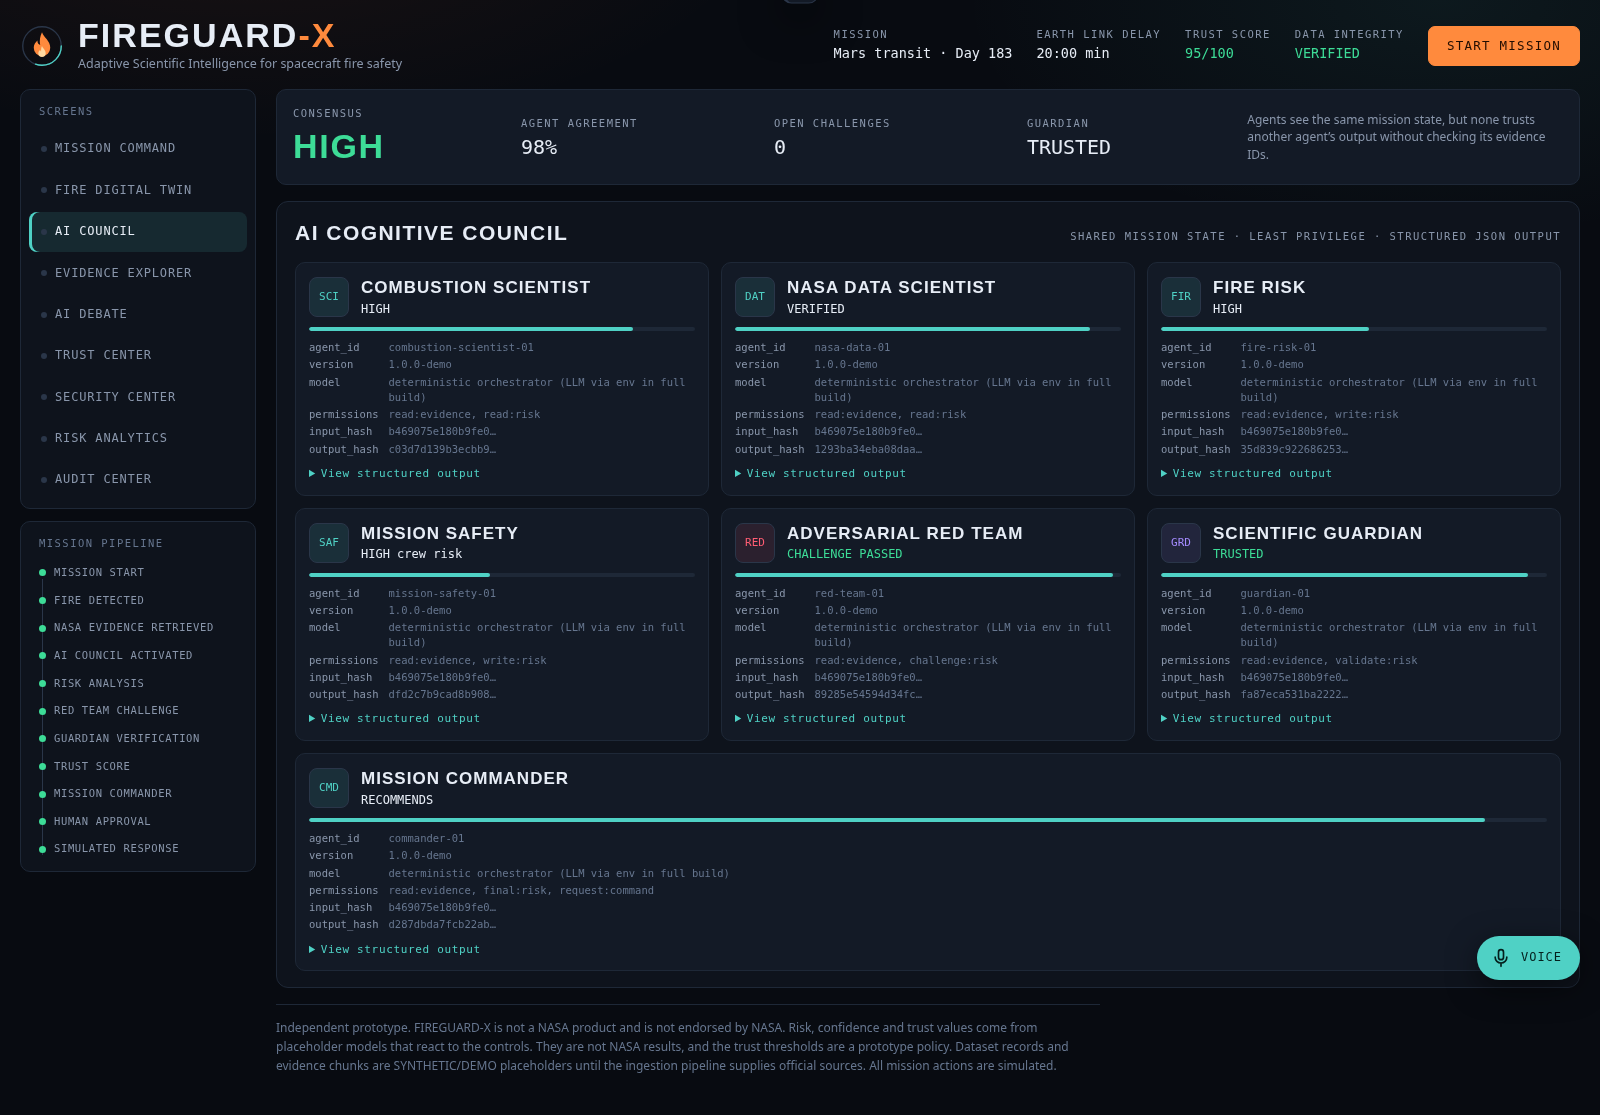 FIREGUARD-X
Adaptive Scientific Intelligence for spacecraft fire safety
MISSION
Mars transit · Day 183
EARTH LINK DELAY
20:00 min
TRUST SCORE
95/100
DATA INTEGRITY
VERIFIED
START MISSION
SCREENS
MISSION COMMAND
FIRE DIGITAL TWIN
AI COUNCIL
EVIDENCE EXPLORER
AI DEBATE
TRUST CENTER
SECURITY CENTER
RISK ANALYTICS
AUDIT CENTER
MISSION PIPELINE
MISSION START
FIRE DETECTED
NASA EVIDENCE RETRIEVED
AI COUNCIL ACTIVATED
RISK ANALYSIS
RED TEAM CHALLENGE
GUARDIAN VERIFICATION
TRUST SCORE
MISSION COMMANDER
HUMAN APPROVAL
SIMULATED RESPONSE
CONSENSUS
HIGH
AGENT AGREEMENT
98%
OPEN CHALLENGES
0
GUARDIAN
TRUSTED
Agents see the same mission state, but none trusts
another agent's output without checking its evidence
IDs.
AI COGNITIVE COUNCIL
SHARED MISSION STATE · LEAST PRIVILEGE · STRUCTURED JSON OUTPUT
SCI
COMBUSTION SCIENTIST
HIGH
agent_id combustion-scientist-01
version 1.0.0-demo
model deterministic orchestrator (LLM via env in full
build)
permissions read:evidence, read:risk
input_hash b469075e180b9fe0…
output_hash c03d7d139b3ecbb9…
View structured output
DAT
NASA DATA SCIENTIST
VERIFIED
agent_id nasa-data-01
version 1.0.0-demo
model deterministic orchestrator (LLM via env in full
build)
permissions read:evidence, read:risk
input_hash b469075e180b9fe0…
output_hash 1293ba34eba08daa…
View structured output
FIR
FIRE RISK
HIGH
agent_id fire-risk-01
version 1.0.0-demo
model deterministic orchestrator (LLM via env in full
build)
permissions read:evidence, write:risk
input_hash b469075e180b9fe0…
output_hash 35d839c922686253…
View structured output
SAF
MISSION SAFETY
HIGH crew risk
agent_id mission-safety-01
version 1.0.0-demo
model deterministic orchestrator (LLM via env in full
build)
permissions read:evidence, write:risk
input_hash b469075e180b9fe0…
output_hash dfd2c7b9cad8b908…
View structured output
RED
ADVERSARIAL RED TEAM
CHALLENGE PASSED
agent_id red-team-01
version 1.0.0-demo
model deterministic orchestrator (LLM via env in full
build)
permissions read:evidence, challenge:risk
input_hash b469075e180b9fe0…
output_hash 89285e54594d34fc…
View structured output
GRD
SCIENTIFIC GUARDIAN
TRUSTED
agent_id guardian-01
version 1.0.0-demo
model deterministic orchestrator (LLM via env in full
build)
permissions read:evidence, validate:risk
input_hash b469075e180b9fe0…
output_hash fa87eca531ba2222…
View structured output
CMD
MISSION COMMANDER
RECOMMENDS
agent_id commander-01
version 1.0.0-demo
model deterministic orchestrator (LLM via env in full build)
permissions read:evidence, final:risk, request:command
input_hash b469075e180b9fe0…
output_hash d287dbda7fcb22ab…
View structured output
VOICE
Independent prototype. FIREGUARD-X is not a NASA product and is not endorsed by NASA. Risk, confidence and trust values come from
placeholder models that react to the controls. They are not NASA results, and the trust thresholds are a prototype policy. Dataset records and
evidence chunks are SYNTHETIC/DEMO placeholders until the ingestion pipeline supplies official sources. All mission actions are simulated.